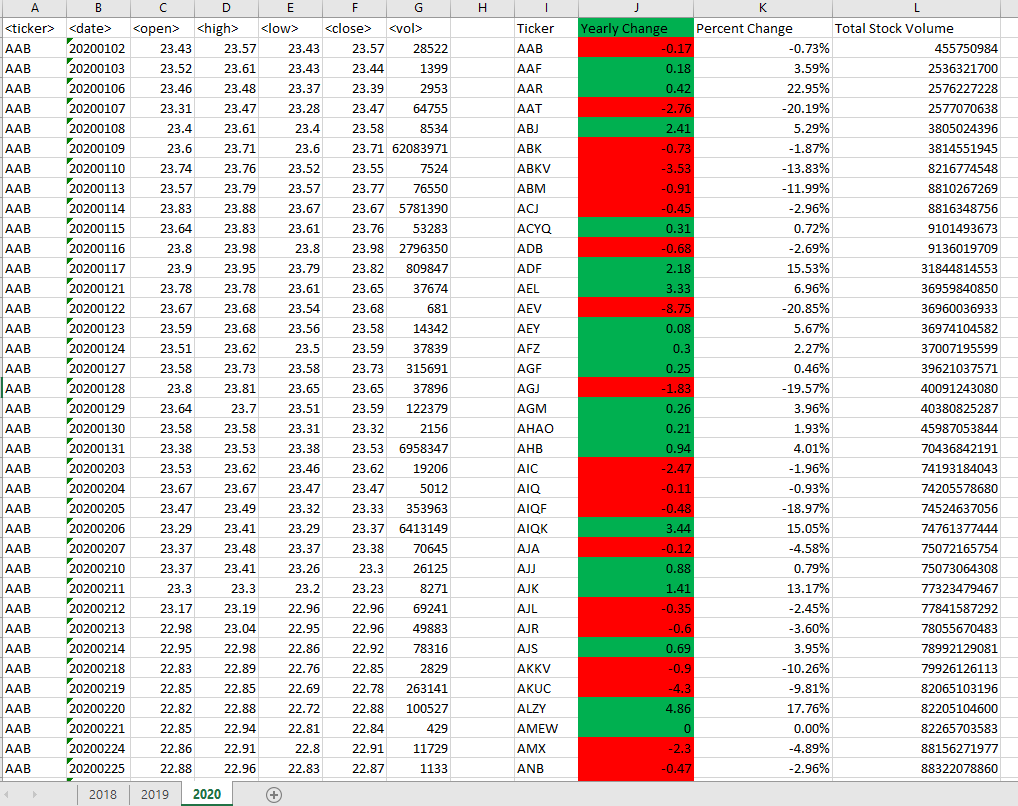 A B C D E F G H I J K L
<ticker> <date> <open> <high> <low> <close> <vol> Ticker Yearly Change Percent Change Total Stock Volume
AAB 20200102 23.43 23.57 23.43 23.57 28522 AAB -0.17 -0.73% 455750984
AAB 20200103 23.52 23.61 23.43 23.44 1399 AAF 0.18 3.59% 2536321700
AAB 20200106 23.46 23.48 23.37 23.39 2953 AAR 0.42 22.95% 2576227228
AAB 20200107 23.31 23.47 23.28 23.47 64755 AAT -2.76 -20.19% 2577070638
AAB 20200108 23.4 23.61 23.4 23.58 8534 ABJ 2.41 5.29% 3805024396
AAB 20200109 23.6 23.71 23.6 23.71 62083971 ABK -0.73 -1.87% 3814551945
AAB 20200110 23.74 23.76 23.52 23.55 7524 ABKV -3.53 -13.83% 8216774548
AAB 20200113 23.57 23.79 23.57 23.77 76550 ABM -0.91 -11.99% 8810267269
AAB 20200114 23.83 23.88 23.67 23.67 5781390 ACJ -0.45 -2.96% 8816348756
AAB 20200115 23.64 23.83 23.61 23.76 53283 ACYQ 0.31 0.72% 9101493673
AAB 20200116 23.8 23.98 23.8 23.98 2796350 ADB -0.68 -2.69% 9136019709
AAB 20200117 23.9 23.95 23.79 23.82 809847 ADF 2.18 15.53% 31844814553
AAB 20200121 23.78 23.78 23.61 23.65 37674 AEL 3.33 6.96% 36959840850
AAB 20200122 23.67 23.68 23.54 23.68 681 AEV -8.75 -20.85% 36960036933
AAB 20200123 23.59 23.68 23.56 23.58 14342 AEY 0.08 5.67% 36974104582
AAB 20200124 23.51 23.62 23.5 23.59 37839 AFZ 0.3 2.27% 37007195599
AAB 20200127 23.58 23.73 23.58 23.73 315691 AGF 0.25 0.46% 39621037571
AAB 20200128 23.8 23.81 23.65 23.65 37896 AGJ -1.83 -19.57% 40091243080
AAB 20200129 23.64 23.7 23.51 23.59 122379 AGM 0.26 3.96% 40380825287
AAB 20200130 23.58 23.58 23.31 23.32 2156 AHAO 0.21 1.93% 45987053844
AAB 20200131 23.38 23.53 23.38 23.53 6958347 AHB 0.94 4.01% 70436842191
AAB 20200203 23.53 23.62 23.46 23.62 19206 AIC -2.47 -1.96% 74193184043
AAB 20200204 23.67 23.67 23.47 23.47 5012 AIQ -0.11 -0.93% 74205578680
AAB 20200205 23.47 23.49 23.32 23.33 353963 AIQF -0.48 -18.97% 74524637056
AAB 20200206 23.29 23.41 23.29 23.37 6413149 AIQK 3.44 15.05% 74761377444
AAB 20200207 23.37 23.48 23.37 23.38 70645 AJA -0.12 -4.58% 75072165754
AAB 20200210 23.37 23.41 23.26 23.3 26125 AJJ 0.88 0.79% 75073064308
AAB 20200211 23.3 23.3 23.2 23.23 8271 AJK 1.41 13.17% 77323479467
AAB 20200212 23.17 23.19 22.96 22.96 69241 AJL -0.35 -2.45% 77841587292
AAB 20200213 22.98 23.04 22.95 22.96 49883 AJR -0.6 -3.60% 78055670483
AAB 20200214 22.95 22.98 22.86 22.92 78316 AJS 0.69 3.95% 78992129081
AAB 20200218 22.83 22.89 22.76 22.85 2829 AKKV -0.9 -10.26% 79926126113
AAB 20200219 22.85 22.85 22.69 22.78 263141 AKUC -4.3 -9.81% 82065103196
AAB 20200220 22.82 22.88 22.72 22.88 100527 ALZY 4.86 17.76% 82205104600
AAB 20200221 22.85 22.94 22.81 22.84 429 AMEW 0 0.00% 82265703583
AAB 20200224 22.86 22.91 22.8 22.91 11729 AMX -2.3 -4.89% 88156271977
AAB 20200225 22.88 22.96 22.83 22.87 1133 ANB -0.47 -2.96% 88322078860
2018 2019 2020